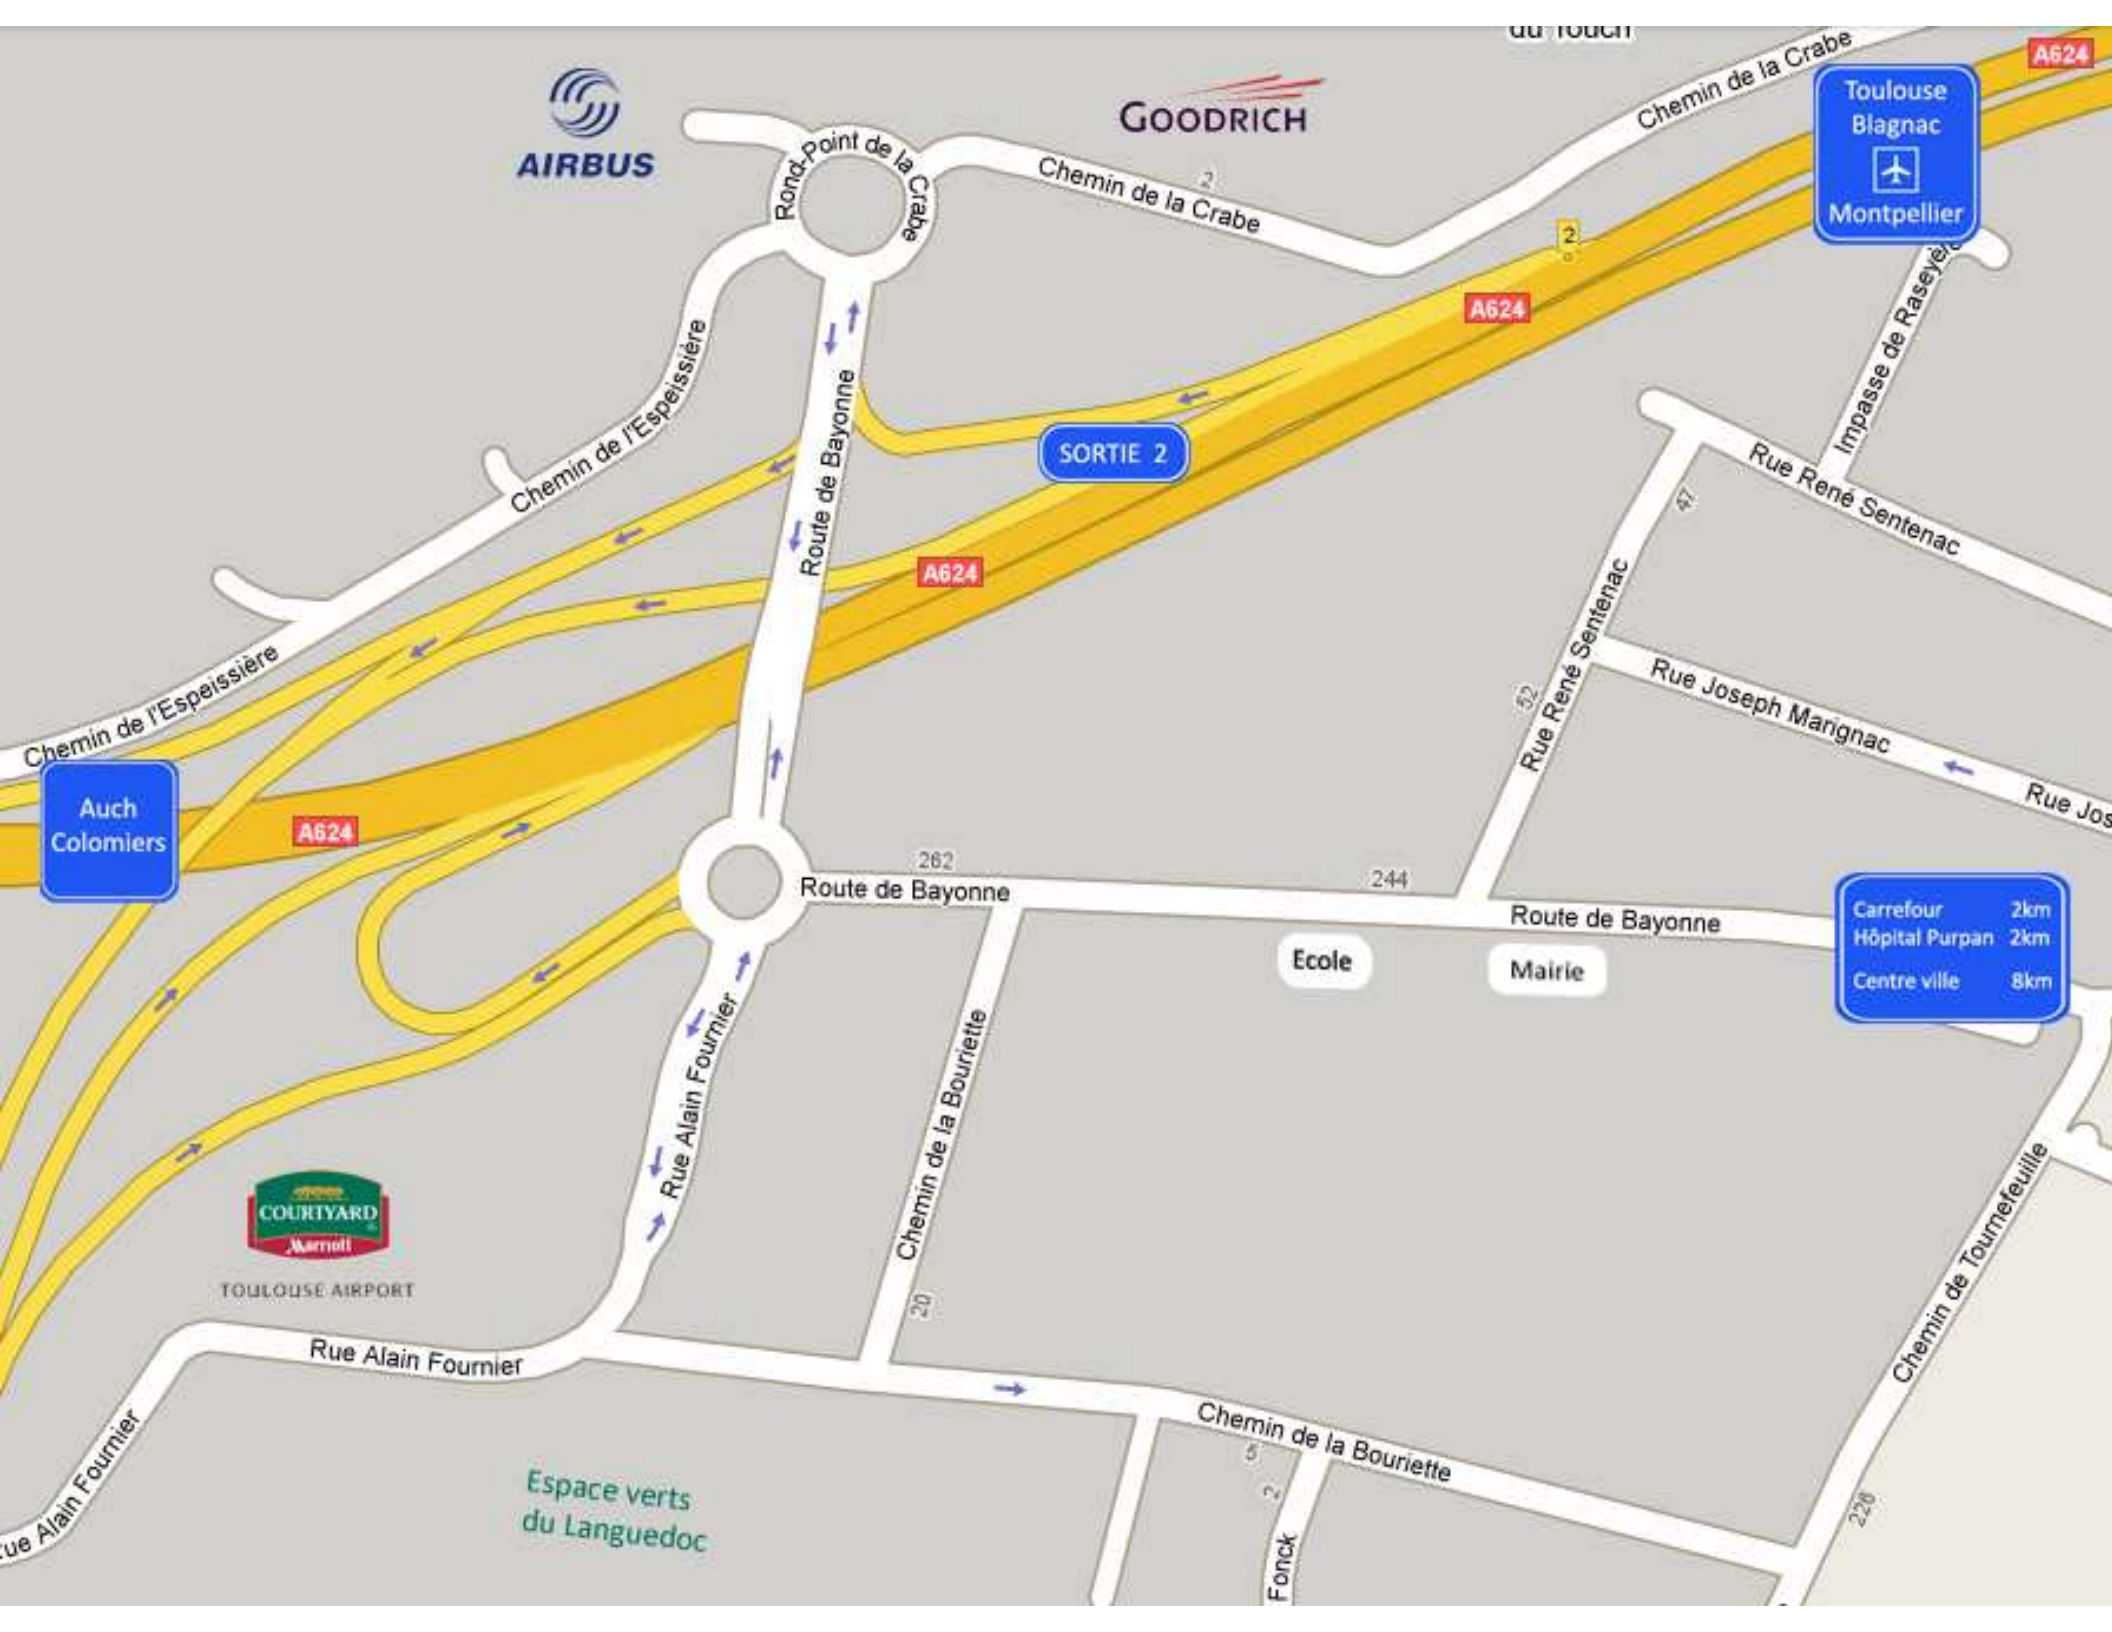 du Touch
Chemin de la Crabe
A624
Toulouse
Blagnac
Montpellier
AIRBUS
GOODRICH
Rond-Point de la Crabe
2
Chemin de la Crabe
2
A624
Impasse de
Chemin de l'Espeissière
Route de Bayonne
SORTIE 2
Rue René Sentenac
47
Route de Bayonne
A624
Rue René Sentenac
52
Rue Joseph Marignac
Rue Jos
Chemin de l'Espeissière
Auch
Colomiers
A624
262
Route de Bayonne
244
Route de Bayonne
Ecole
Mairie
Carrefour 2km
Hôpital Purpan 2km
Centre ville 8km
Rue Alain Fournier
Chemin de la Bouriette
20
Chemin de Tournefeuille
COURTYARD
Marriott
TOULOUSE AIRPORT
Rue Alain Fournier
Rue Alain Fournier
Chemin de la Bouriette
5
2
Fonck
226
Espace verts
du Languedoc